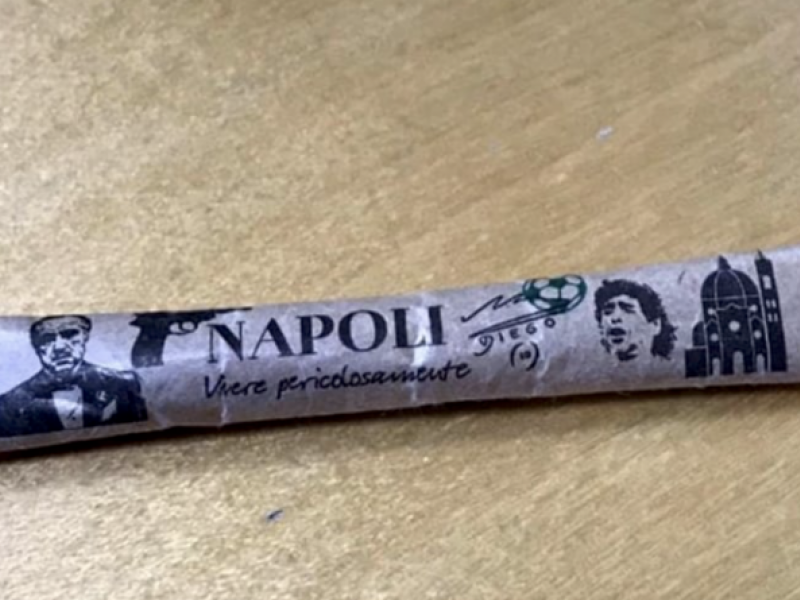 NAPOLI
Vivere pericolosamente
DIEGO
(10)